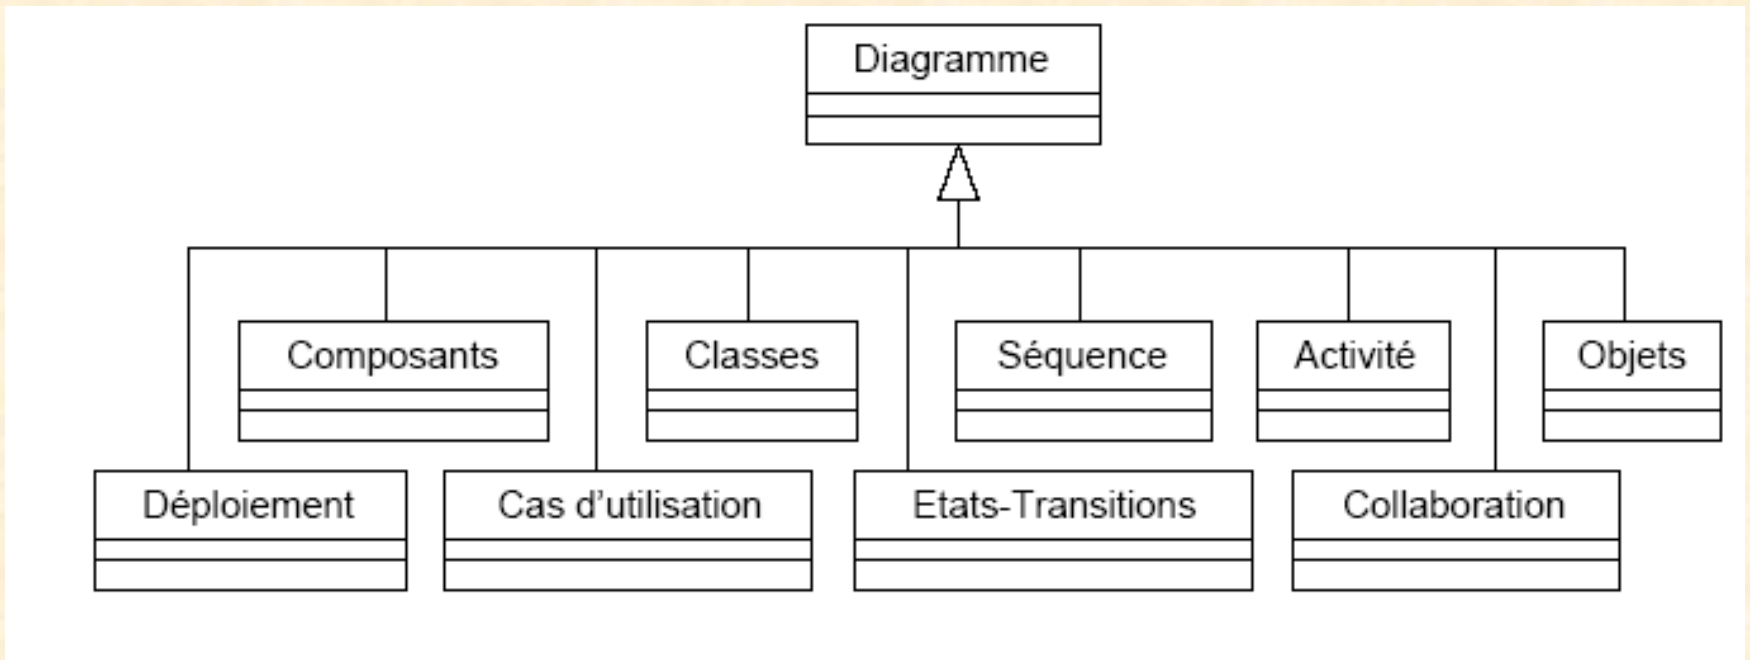 Diagramme
Composants
Classes
Séquence
Activité
Objets
Déploiement
Cas d’utilisation
Etats-Transitions
Collaboration